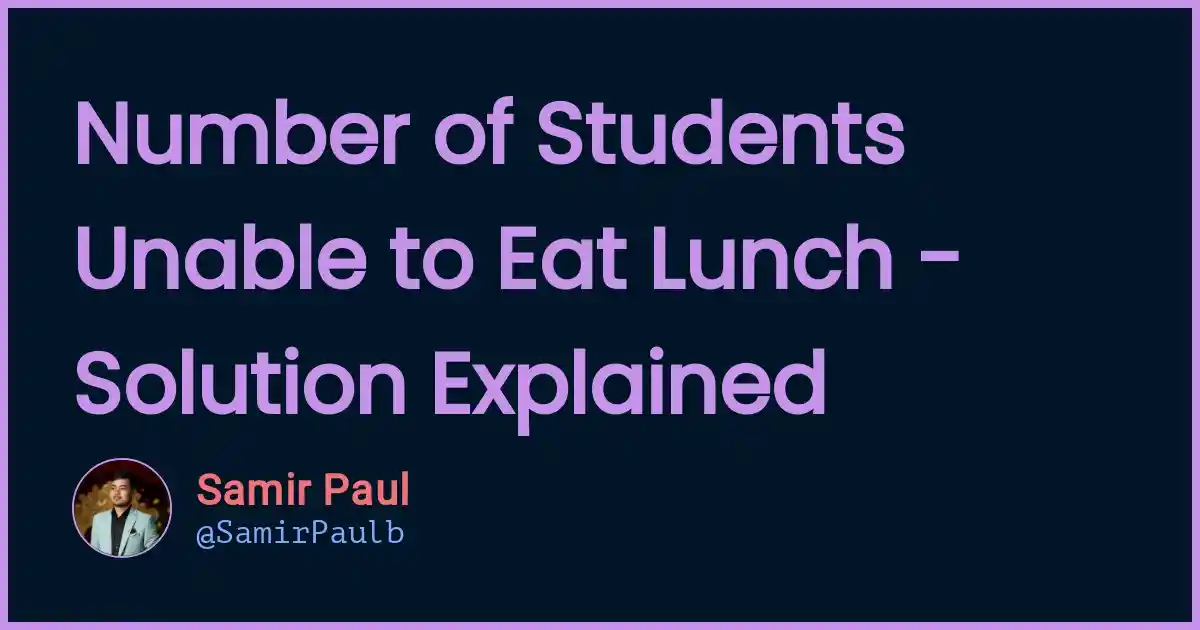 Number of Students
Unable to Eat Lunch -
Solution Explained
Samir Paul
@SamirPaulb